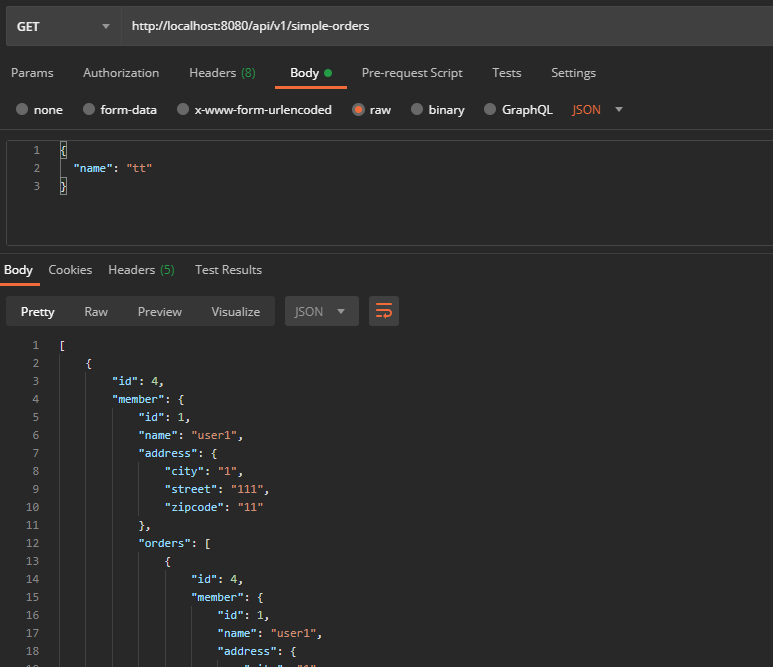 GET http://localhost:8080/api/v1/simple-orders
Params Authorization Headers (8) Body Pre-request Script Tests Settings
none form-data x-www-form-urlencoded raw binary GraphQL JSON
1 {
2 "name": "tt"
3 }
Body Cookies Headers (5) Test Results
Pretty Raw Preview Visualize JSON
1 [
2 {
3 "id": 4,
4 "member": {
5 "id": 1,
6 "name": "user1",
7 "address": {
8 "city": "1",
9 "street": "111",
10 "zipcode": "11"
11 },
12 "orders": [
13 {
14 "id": 4,
15 "member": {
16 "id": 1,
17 "name": "user1",
18 "address": {